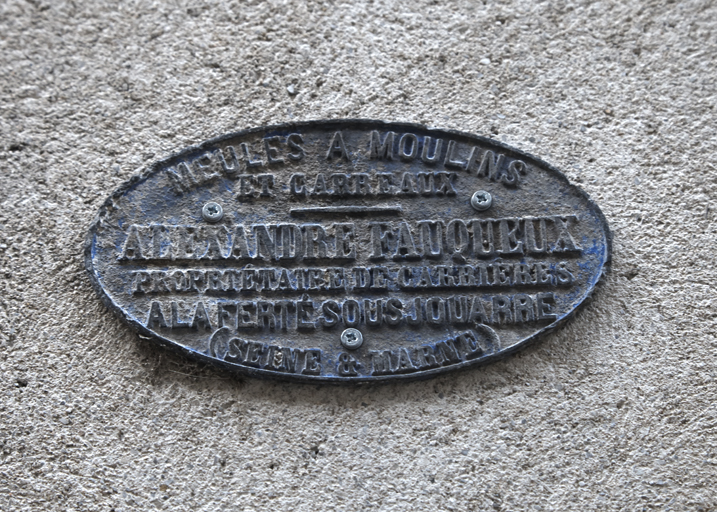 MEULES A MOULINS
ET CARREAUX
ALEXANDRE FAUQUEUX
PROPRIÉTAIRE DE CARRIÈRES
A LA FERTÉ SOUS JOUARRE
(SEINE & MARNE)